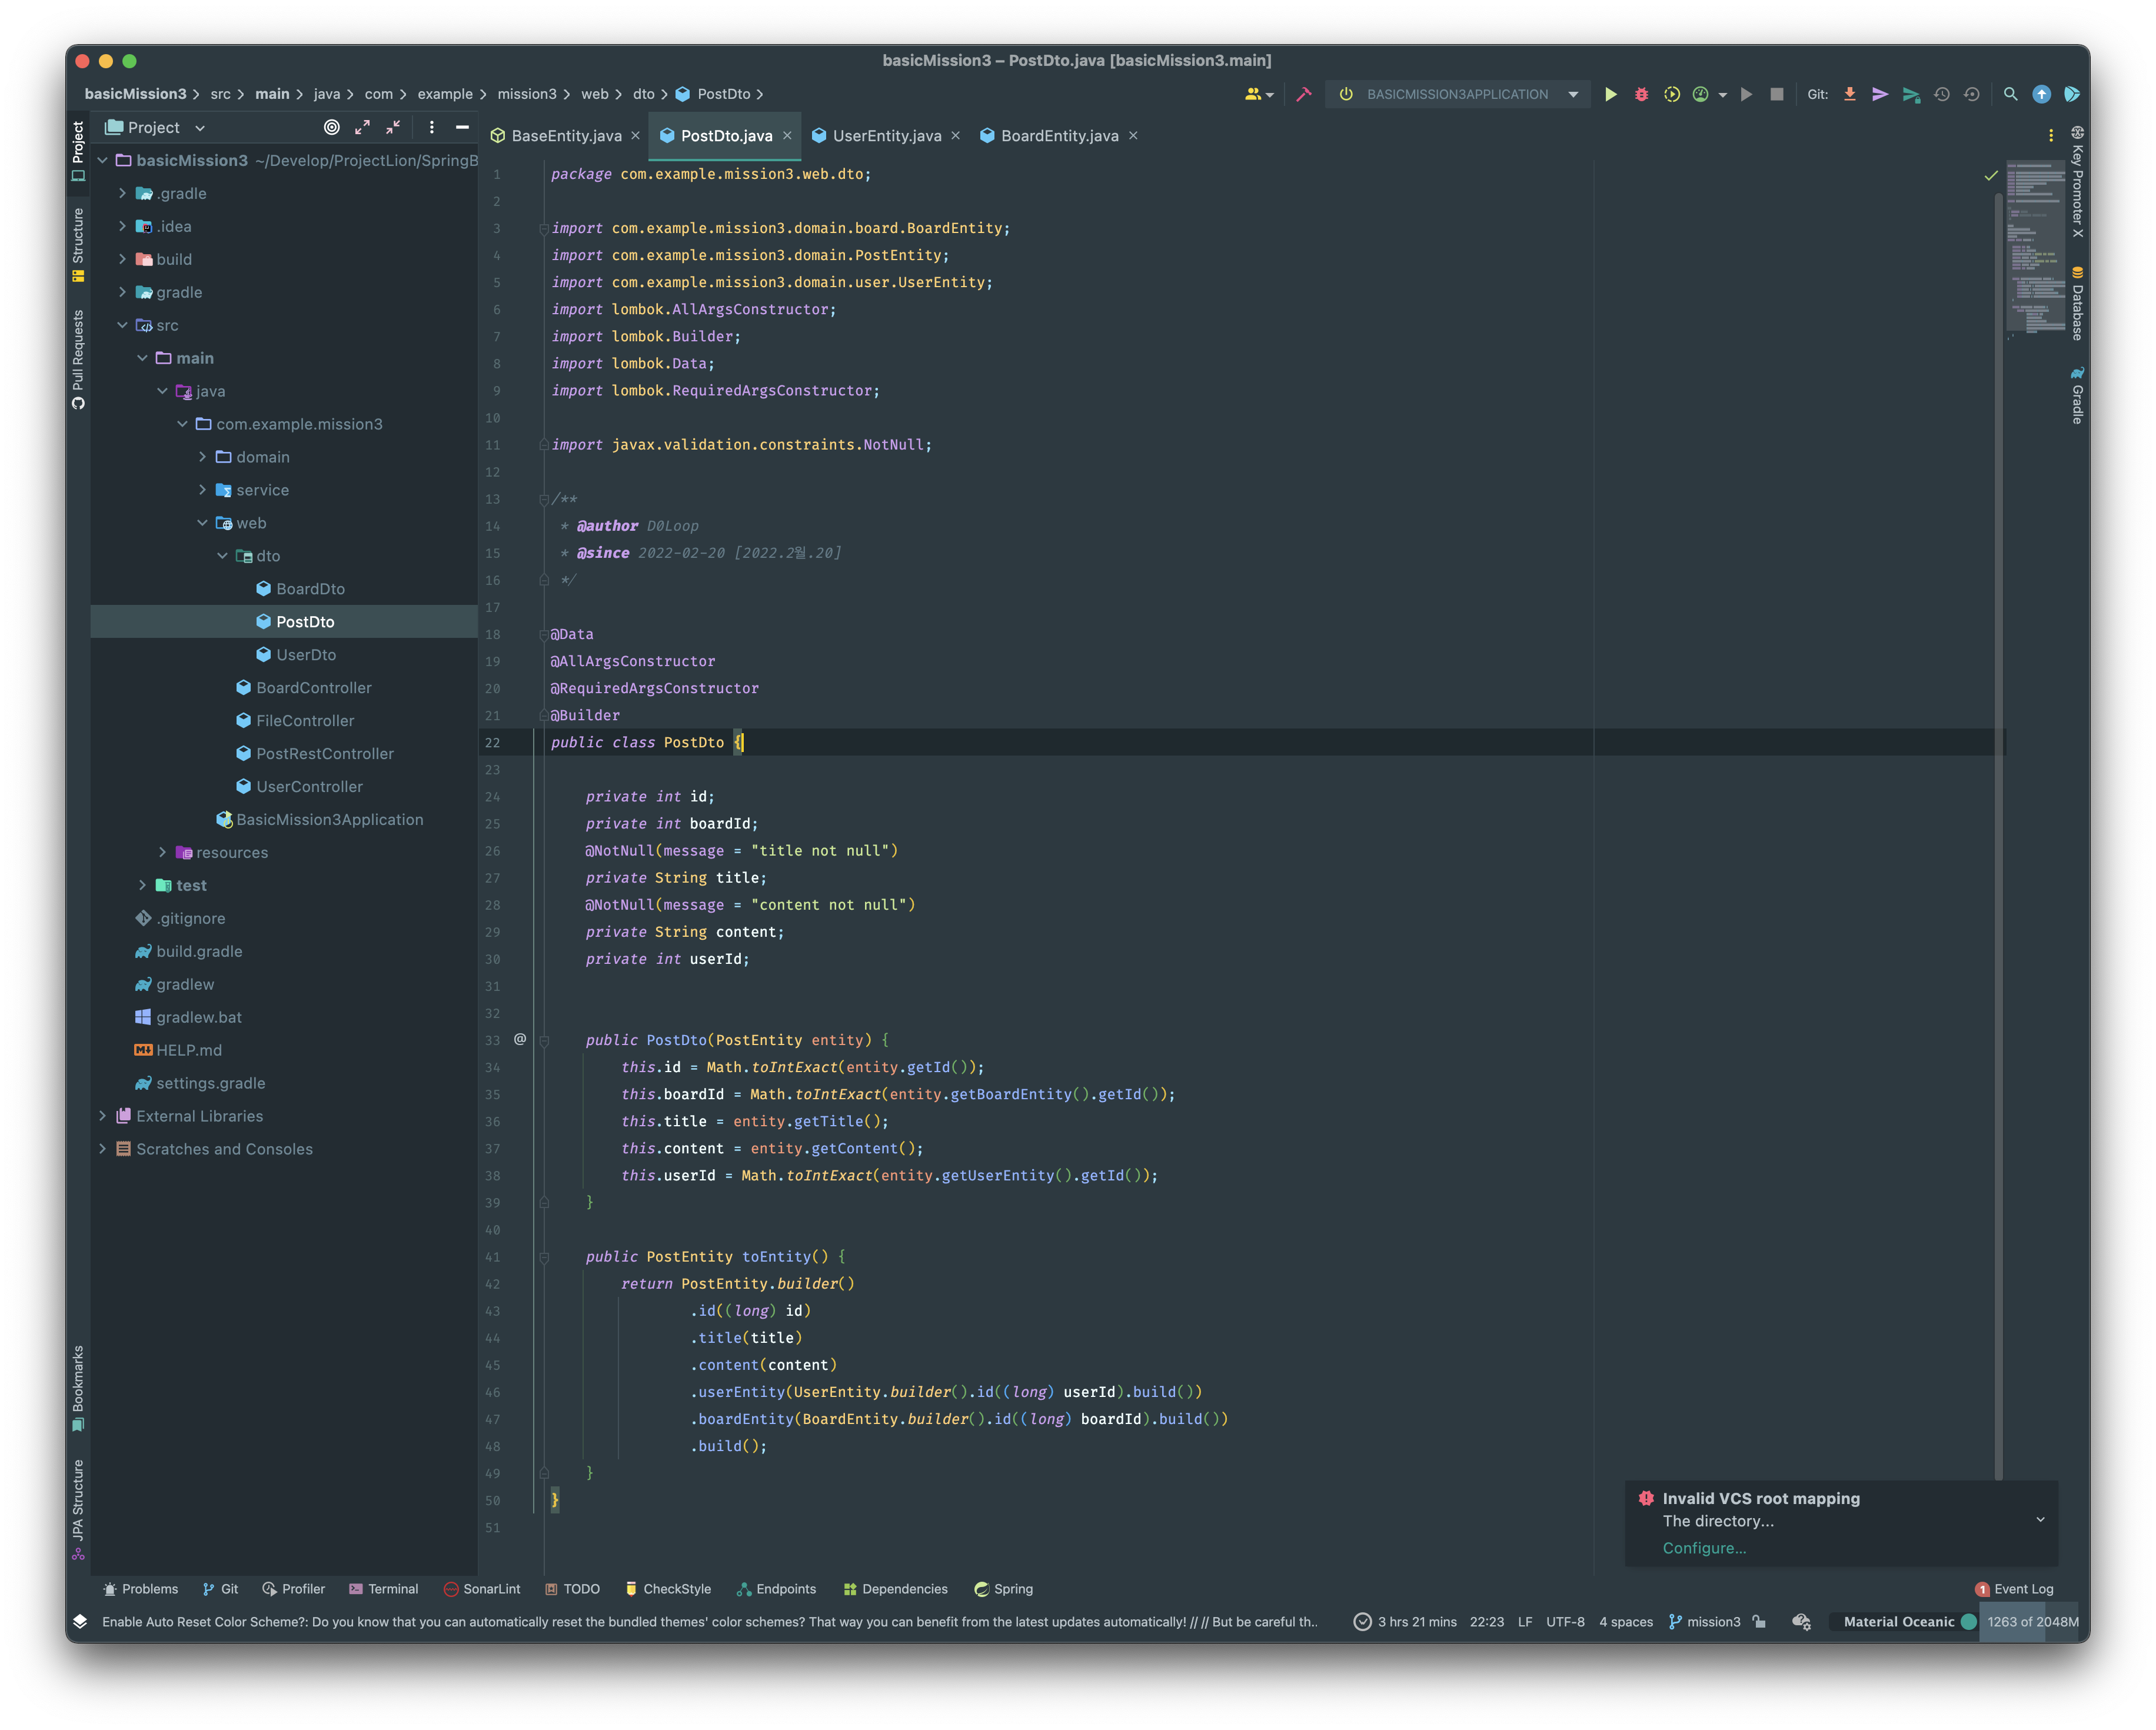 basicMission3 – PostDto.java [basicMission3.main]
basicMission3 > src > main > java > com > example > mission3 > web > dto > PostDto >
BASICMISSION3APPLICATION
Git:
Project
BaseEntity.java ×
PostDto.java ×
UserEntity.java ×
BoardEntity.java ×
Project
Structure
Pull Requests
Bookmarks
JPA Structure
basicMission3 ~/Develop/ProjectLion/SpringB
.gradle
.idea
build
gradle
src
main
java
com.example.mission3
domain
service
web
dto
BoardDto
PostDto
UserDto
BoardController
FileController
PostRestController
UserController
BasicMission3Application
resources
test
.gitignore
build.gradle
gradlew
gradlew.bat
HELP.md
settings.gradle
External Libraries
Scratches and Consoles
1 package com.example.mission3.web.dto;
2
3 import com.example.mission3.domain.board.BoardEntity;
4 import com.example.mission3.domain.PostEntity;
5 import com.example.mission3.domain.user.UserEntity;
6 import lombok.AllArgsConstructor;
7 import lombok.Builder;
8 import lombok.Data;
9 import lombok.RequiredArgsConstructor;
10
11 import javax.validation.constraints.NotNull;
12
13 /**
14 * @author D0Loop
15 * @since 2022-02-20 [2022.2월.20]
16 */
17
18 @Data
19 @AllArgsConstructor
20 @RequiredArgsConstructor
21 @Builder
22 public class PostDto {
23
24 private int id;
25 private int boardId;
26 @NotNull(message = "title not null")
27 private String title;
28 @NotNull(message = "content not null")
29 private String content;
30 private int userId;
31
32
33 @ public PostDto(PostEntity entity) {
34 this.id = Math.toIntExact(entity.getId());
35 this.boardId = Math.toIntExact(entity.getBoardEntity().getId());
36 this.title = entity.getTitle();
37 this.content = entity.getContent();
38 this.userId = Math.toIntExact(entity.getUserEntity().getId());
39 }
40
41 public PostEntity toEntity() {
42 return PostEntity.builder()
43 .id((long) id)
44 .title(title)
45 .content(content)
46 .userEntity(UserEntity.builder().id((long) userId).build())
47 .boardEntity(BoardEntity.builder().id((long) boardId).build())
48 .build();
49 }
50 }
51
Key Promoter X
Database
Gradle
Invalid VCS root mapping
The directory...
Configure...
Problems
Git
Profiler
Terminal
SonarLint
TODO
CheckStyle
Endpoints
Dependencies
Spring
1 Event Log
Enable Auto Reset Color Scheme?: Do you know that you can automatically reset the bundled themes' color schemes? That way you can benefit from the latest updates automatically! // // But be careful th..
3 hrs 21 mins
22:23
LF
UTF-8
4 spaces
mission3
Material Oceanic
1263 of 2048M